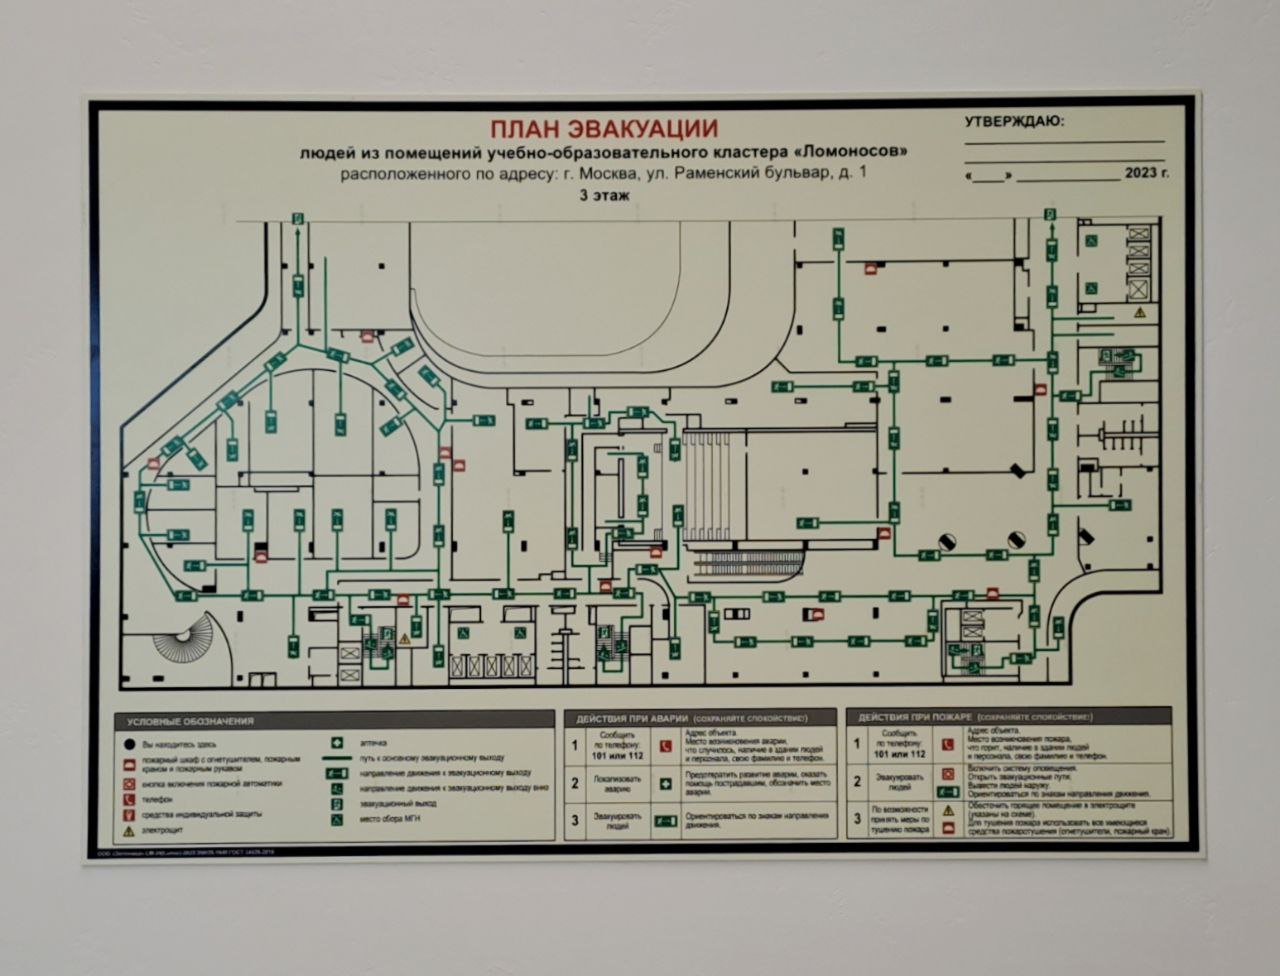 ПЛАН ЭВАКУАЦИИ
людей из помещений учебно-образовательного кластера «Ломоносов»
расположенного по адресу: г. Москва, ул. Раменский бульвар, д. 1
3 этаж
УТВЕРЖДАЮ:
«____» ______________ 2023 г.
УСЛОВНЫЕ ОБОЗНАЧЕНИЯ
Вы находитесь здесь
пожарный шкаф с огнетушителем, пожарным
краном и пожарным рукавом
кнопка включения пожарной автоматики
телефон
средства индивидуальной защиты
электрощит
аптечка
путь к основному эвакуационному выходу
направление движения к эвакуационному выходу
направление движения к эвакуационному выходу вниз
эвакуационный выход
место сбора МГН
ДЕЙСТВИЯ ПРИ АВАРИИ (СОХРАНЯЙТЕ СПОКОЙСТВИЕ!)
1
Сообщить
по телефону:
101 или 112
Адрес объекта.
Место возникновения аварии,
что случилось, наличие в здании людей
и персонала, свою фамилию и телефон.
2
Локализовать
аварию
Предотвратить развитие аварии, оказать
помощь пострадавшим, обозначить место
аварии.
3
Эвакуировать
людей
Ориентироваться по знакам направления
движения.
ДЕЙСТВИЯ ПРИ ПОЖАРЕ (СОХРАНЯЙТЕ СПОКОЙСТВИЕ!)
1
Сообщить
по телефону:
101 или 112
Адрес объекта.
Место возникновения пожара,
что горит, наличие в здании людей
и персонала, свою фамилию и телефон.
2
Эвакуировать
людей
Включить систему оповещения.
Открыть эвакуационные пути.
Вывести людей наружу.
Ориентироваться по знакам направления движения.
3
По возможности
принять меры по
тушению пожара
Обесточить горящее помещение в электрощите
(указаны на схеме).
Для тушения пожара использовать все имеющиеся
средства пожаротушения (огнетушители, пожарный кран).